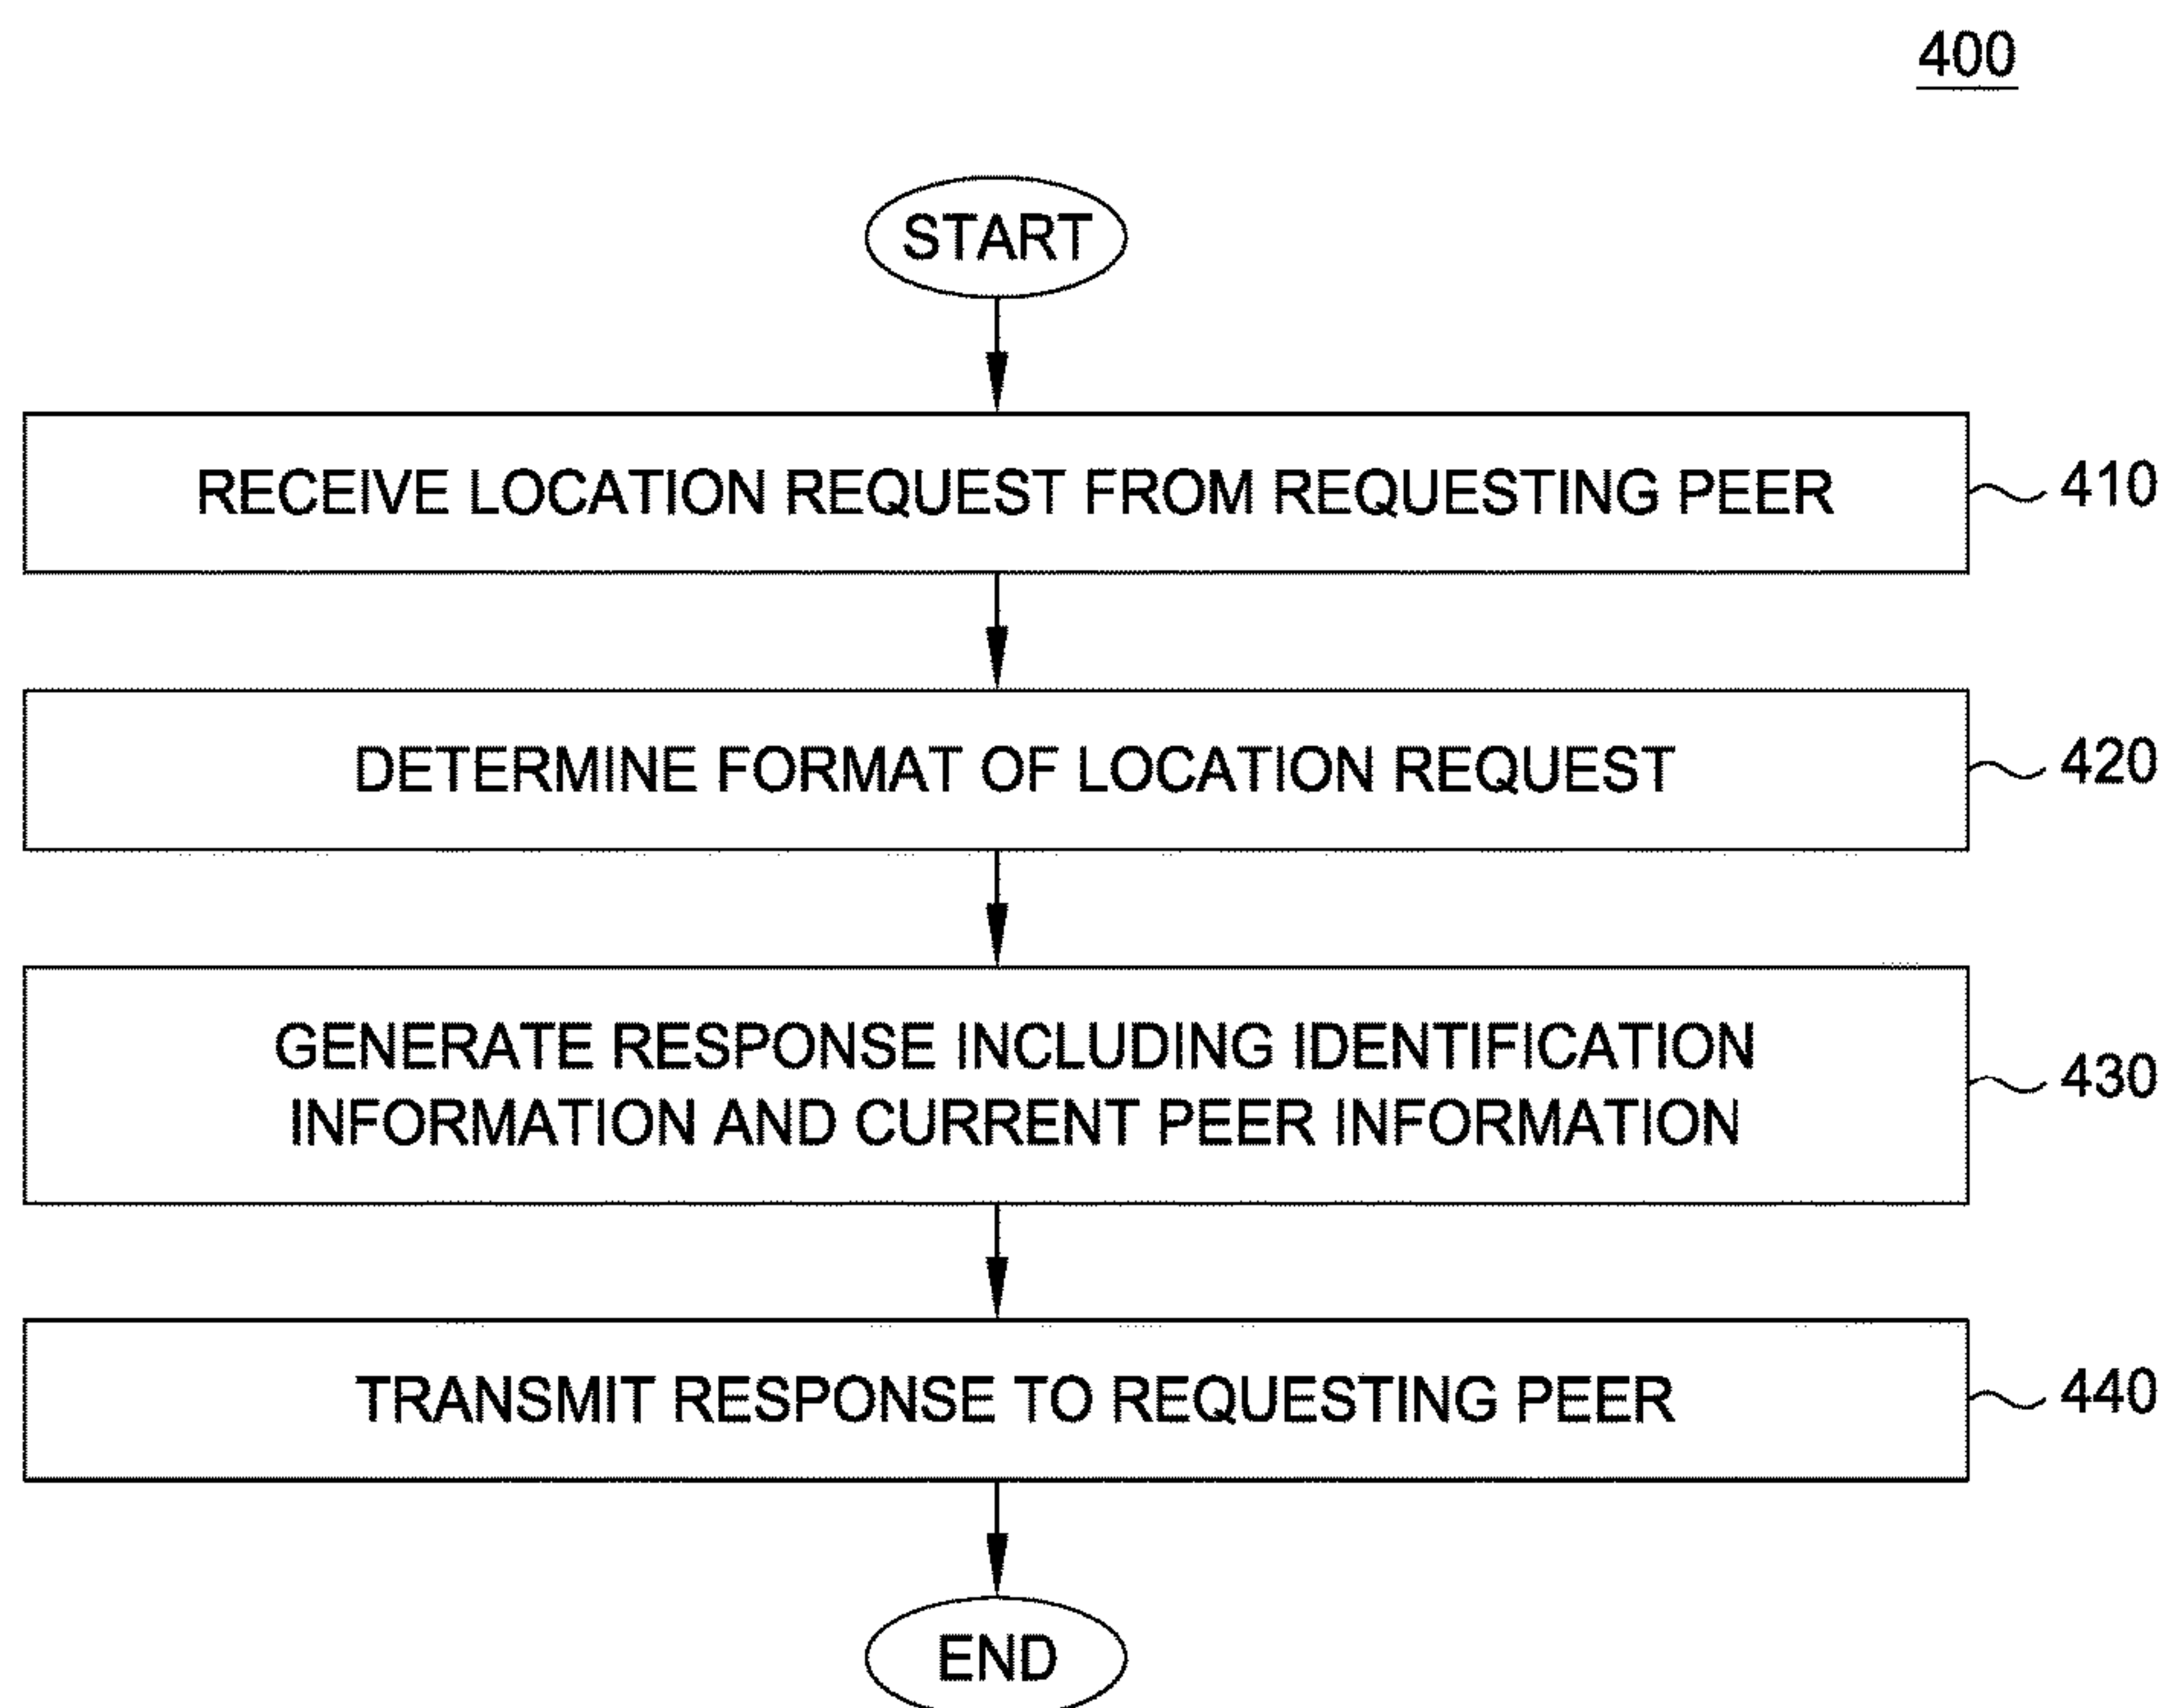 400
START
RECEIVE LOCATION REQUEST FROM REQUESTING PEER
410
DETERMINE FORMAT OF LOCATION REQUEST
420
GENERATE RESPONSE INCLUDING IDENTIFICATION
INFORMATION AND CURRENT PEER INFORMATION
430
TRANSMIT RESPONSE TO REQUESTING PEER
440
END